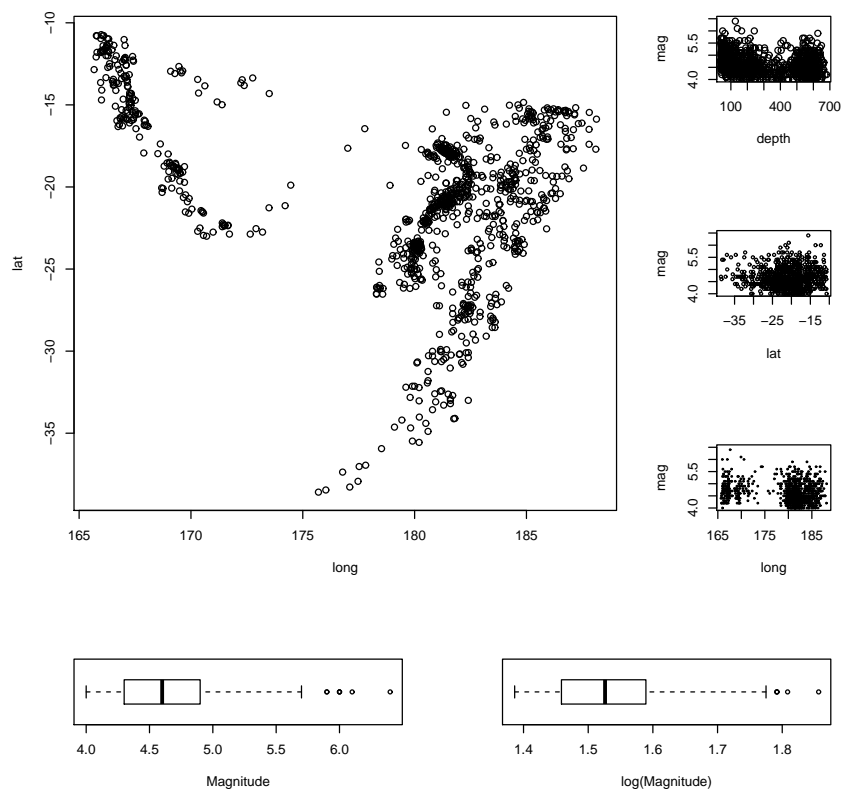 −10
−15
−20
−25
−30
−35
lat
165 170 175 180 185
long
mag
4.0 5.5
100 400 700
depth
mag
4.0 5.5
−35 −25 −15
lat
mag
4.0 5.5
165 175 185
long
4.0 4.5 5.0 5.5 6.0
Magnitude
1.4 1.5 1.6 1.7 1.8
log(Magnitude)